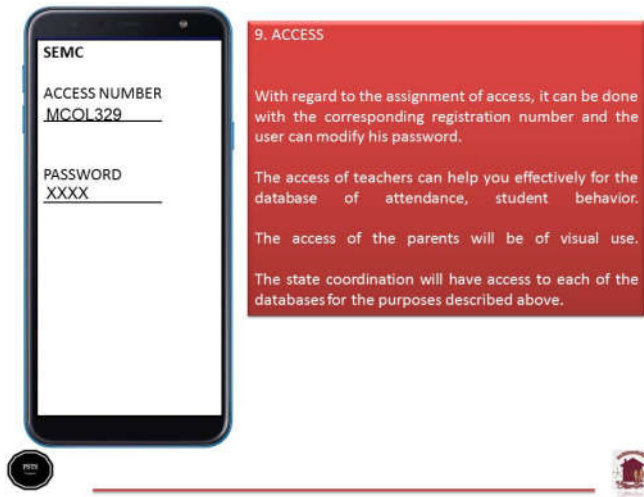 SEMC
ACCESS NUMBER
MCOL329
PASSWORD
XXXX
9. ACCESS
With regard to the assignment of access, it can be done
with the corresponding registration number and the
user can modify his password.
The access of teachers can help you effectively for the
database of attendance, student behavior.
The access of the parents will be of visual use.
The state coordination will have access to each of the
databases for the purposes described above.